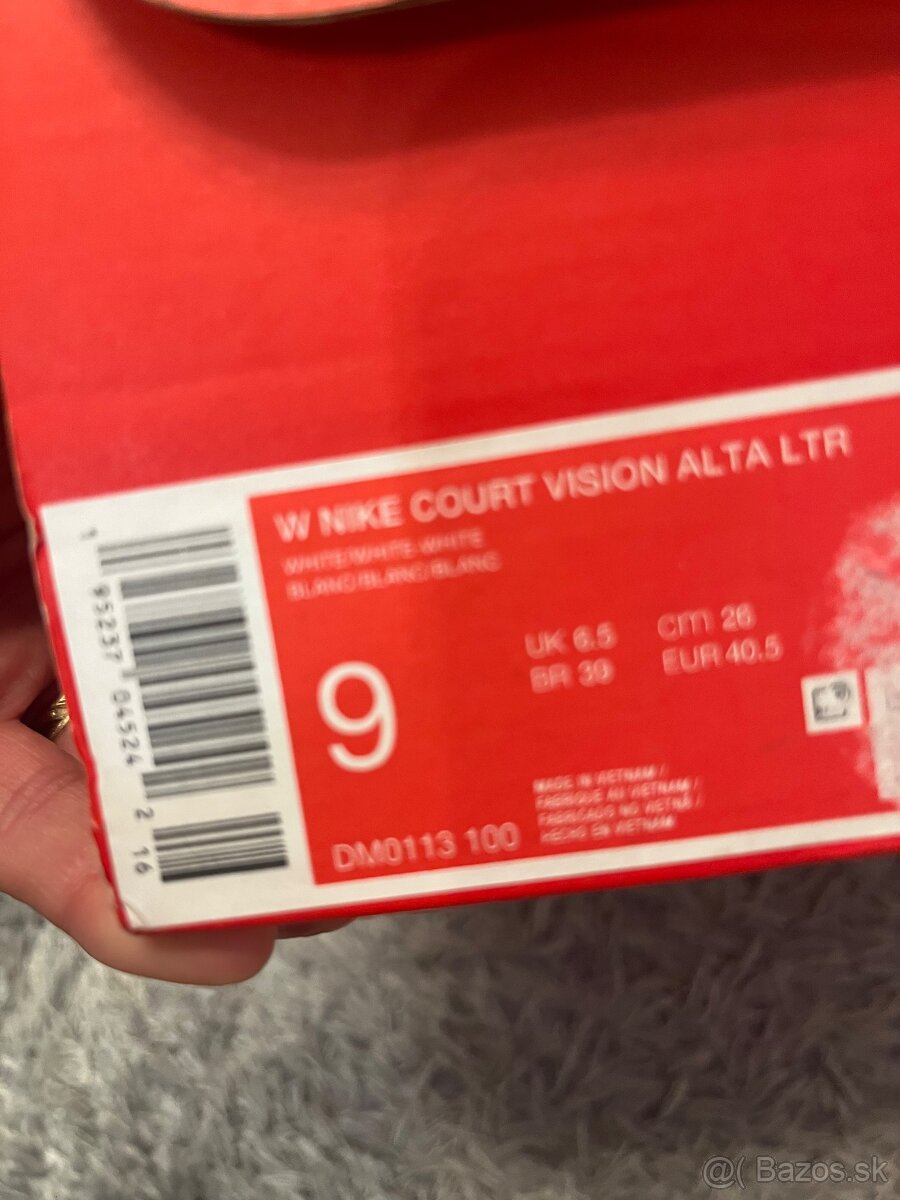 W NIKE COURT VISION ALTA LTR
WHITE/WHITE-WHITE
BLANC/BLANC/BLANC
9
UK 6.5
cm 26
BR 39
EUR 40.5
MADE IN VIETNAM /
FABRIQUE AU VIETNAM /
FABRICADO NO VIETNÃ /
HECHO EN VIETNAM
DM0113 100
1 95237 04524 2 16
@( Bazos.sk